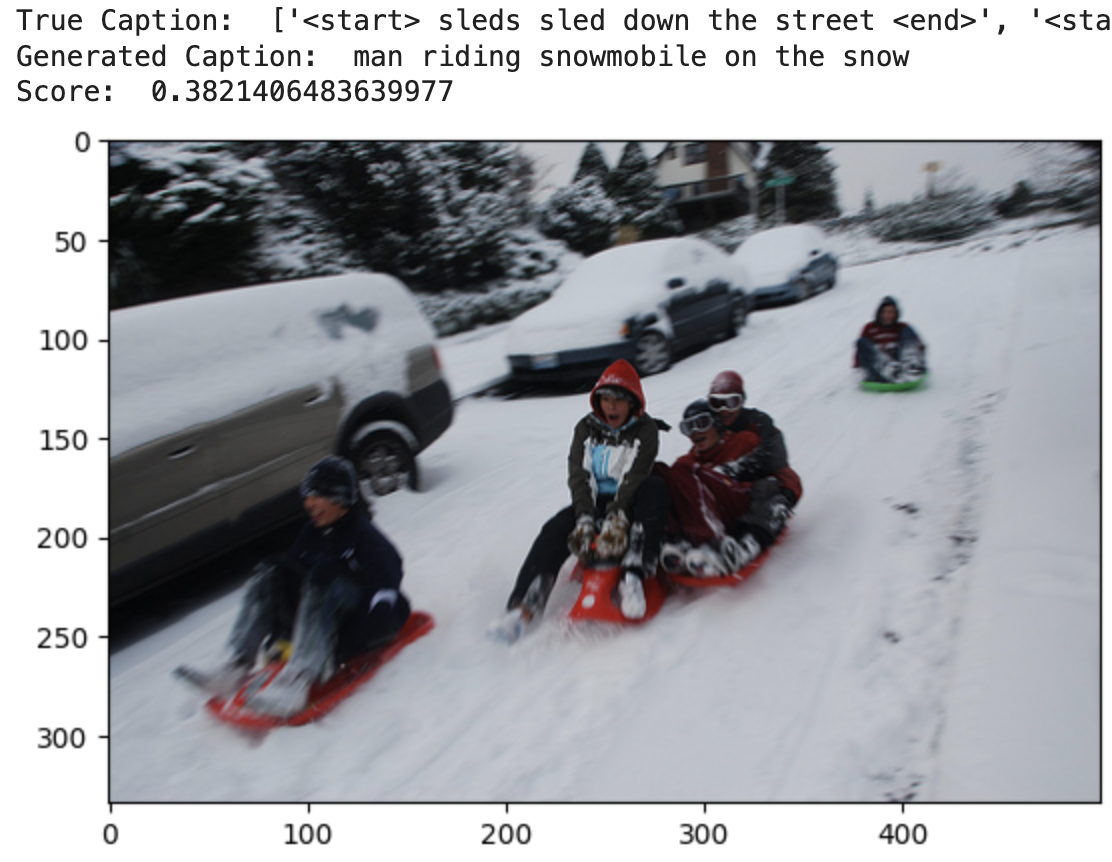 True Caption:  ['<start> sleds sled down the street <end>', '<sta
Generated Caption:  man riding snowmobile on the snow
Score:  0.3821406483639977
0
50
100
150
200
250
300
0 100 200 300 400